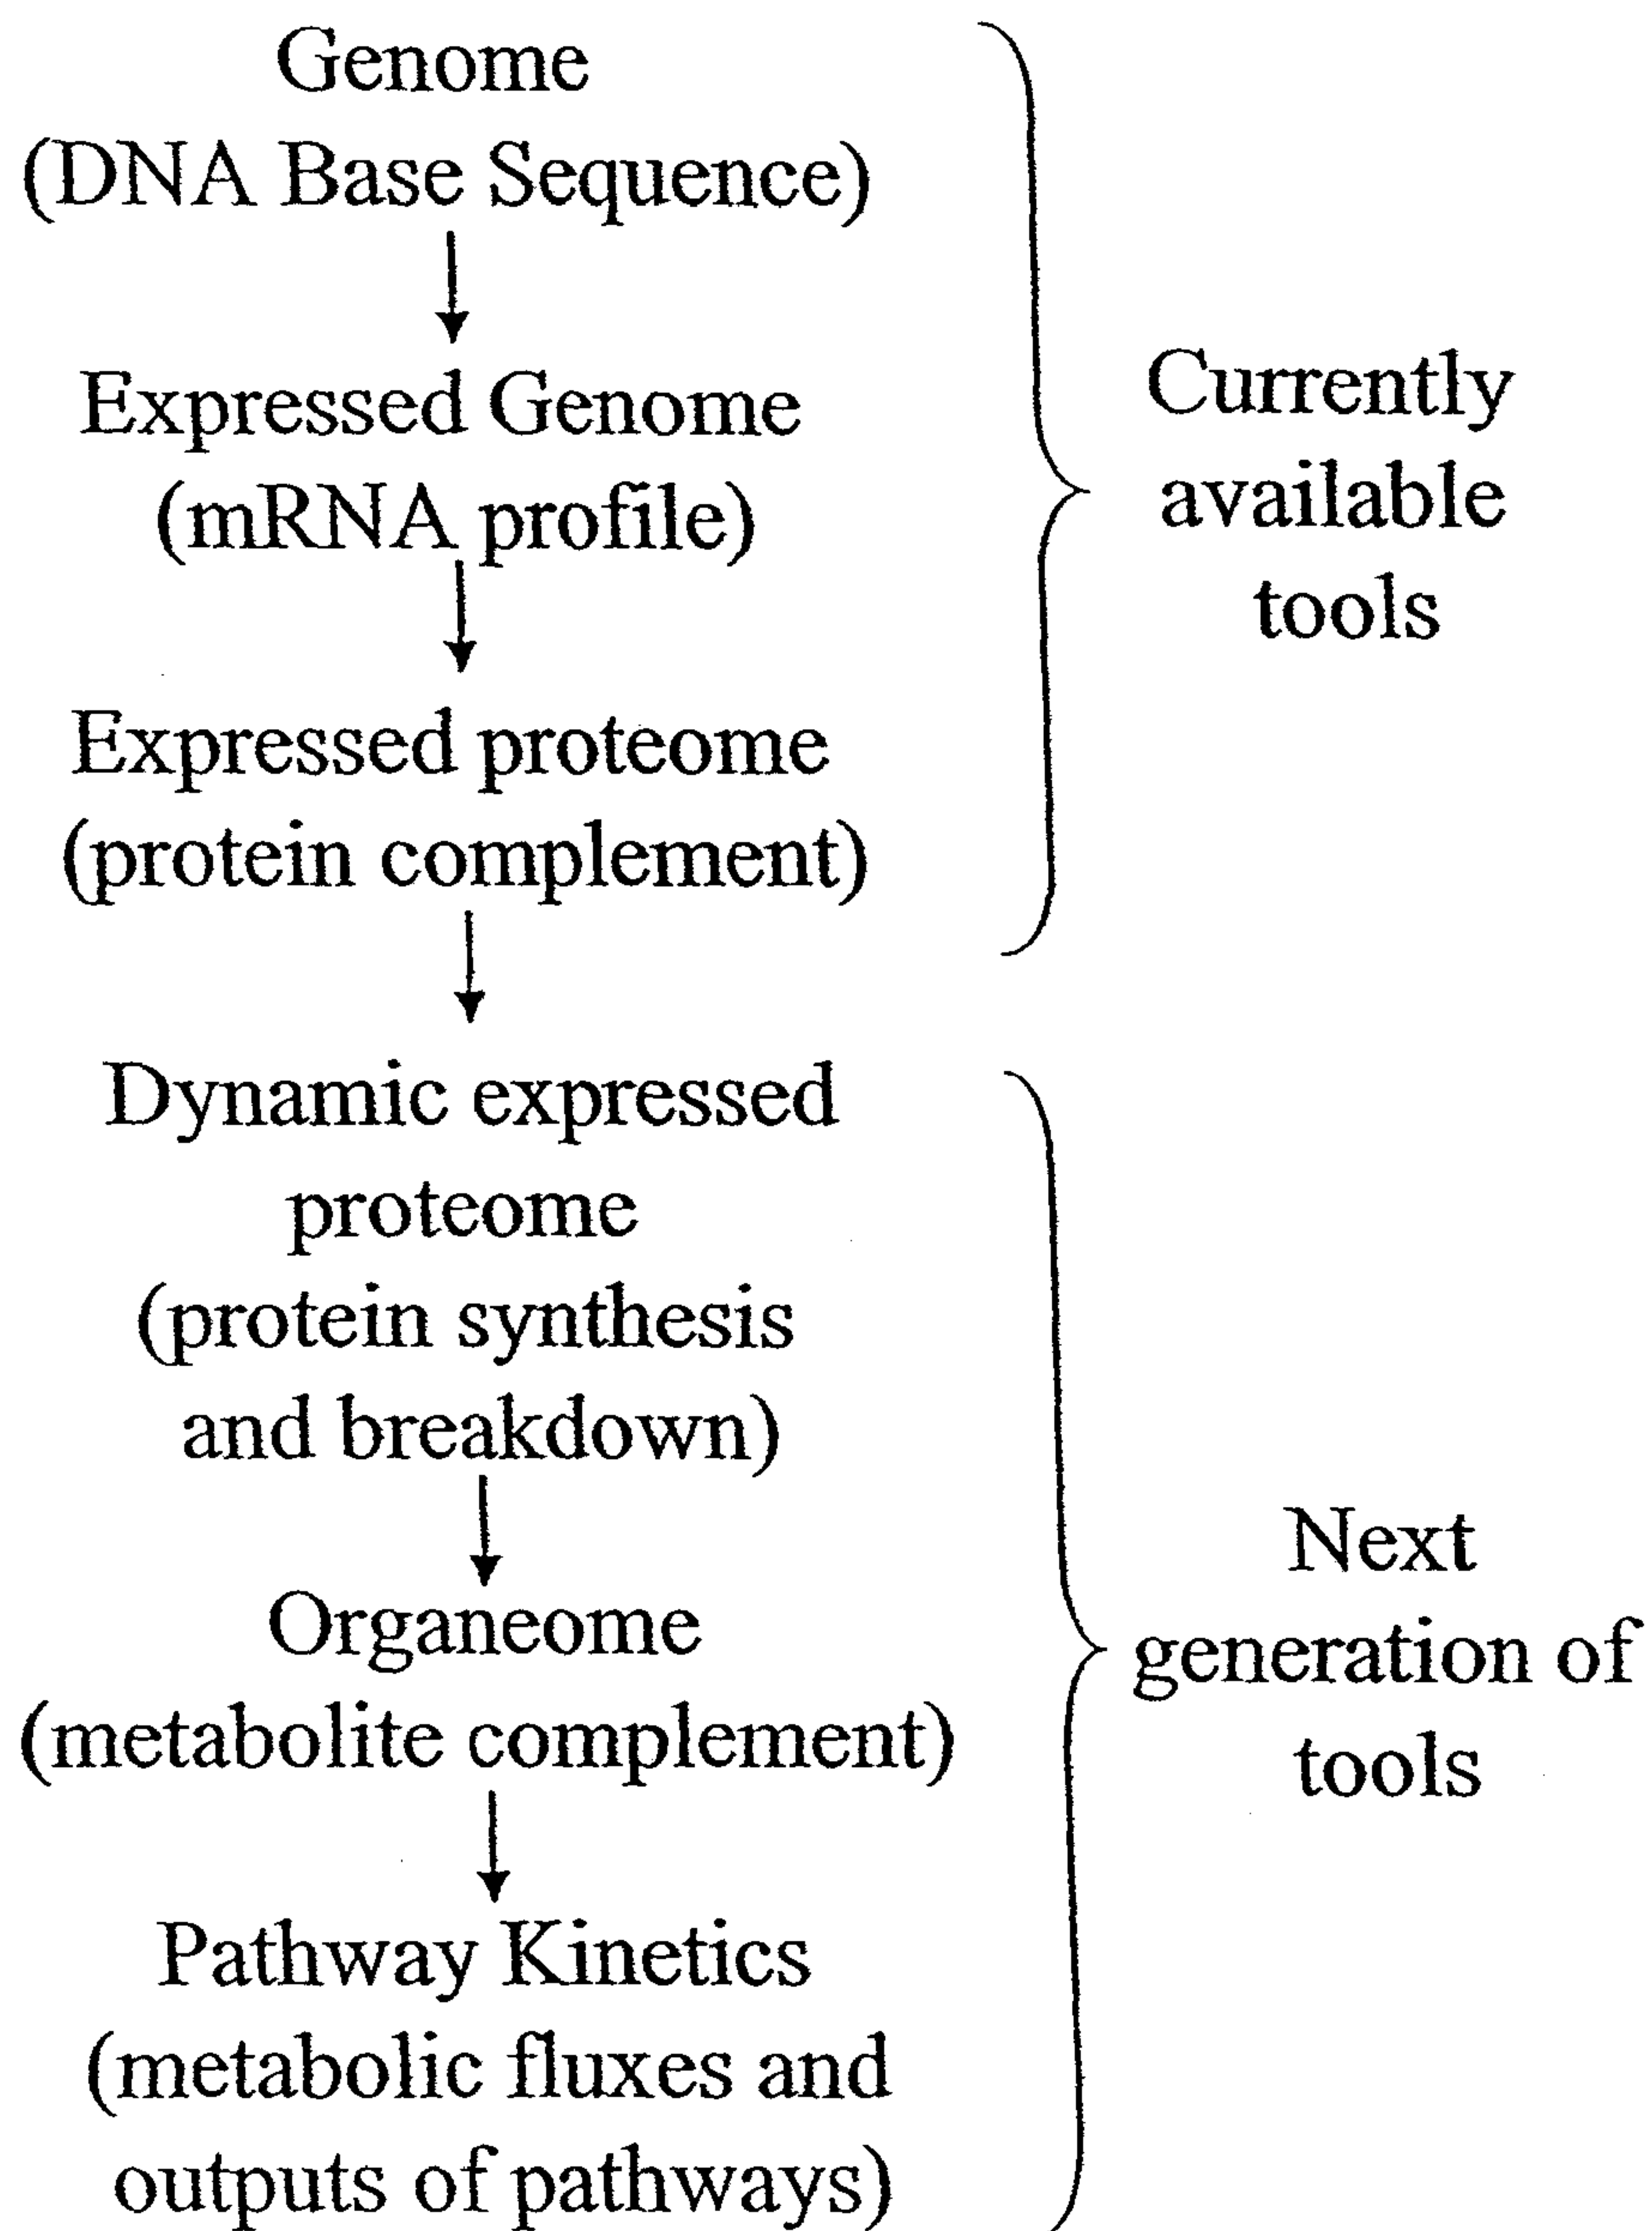 Genome
(DNA Base Sequence)
Expressed Genome
(mRNA profile)
Expressed proteome
(protein complement)
Currently
available
tools
Dynamic expressed
proteome
(protein synthesis
and breakdown)
Organeome
(metabolite complement)
Pathway Kinetics
(metabolic fluxes and
outputs of pathways)
Next
generation of
tools